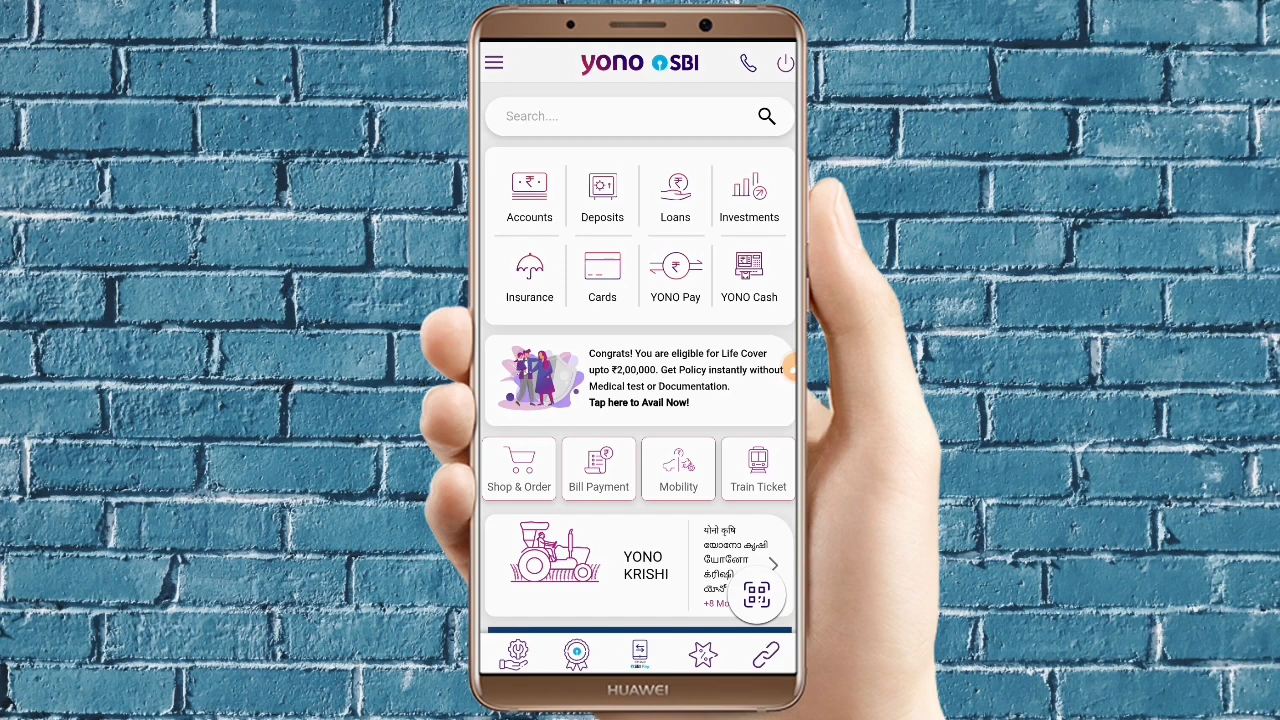 yono SBI
Search....
Accounts
Deposits
Loans
Investments
Insurance
Cards
YONO Pay
YONO Cash
Congrats! You are eligible for Life Cover
upto ₹2,00,000. Get Policy instantly without
Medical test or Documentation.
Tap here to Avail Now!
Shop & Order
Bill Payment
Mobility
Train Ticket
YONO
KRISHI
योनो कृषि
യോനോ കൃഷി
+8 Mo
HUAWEI